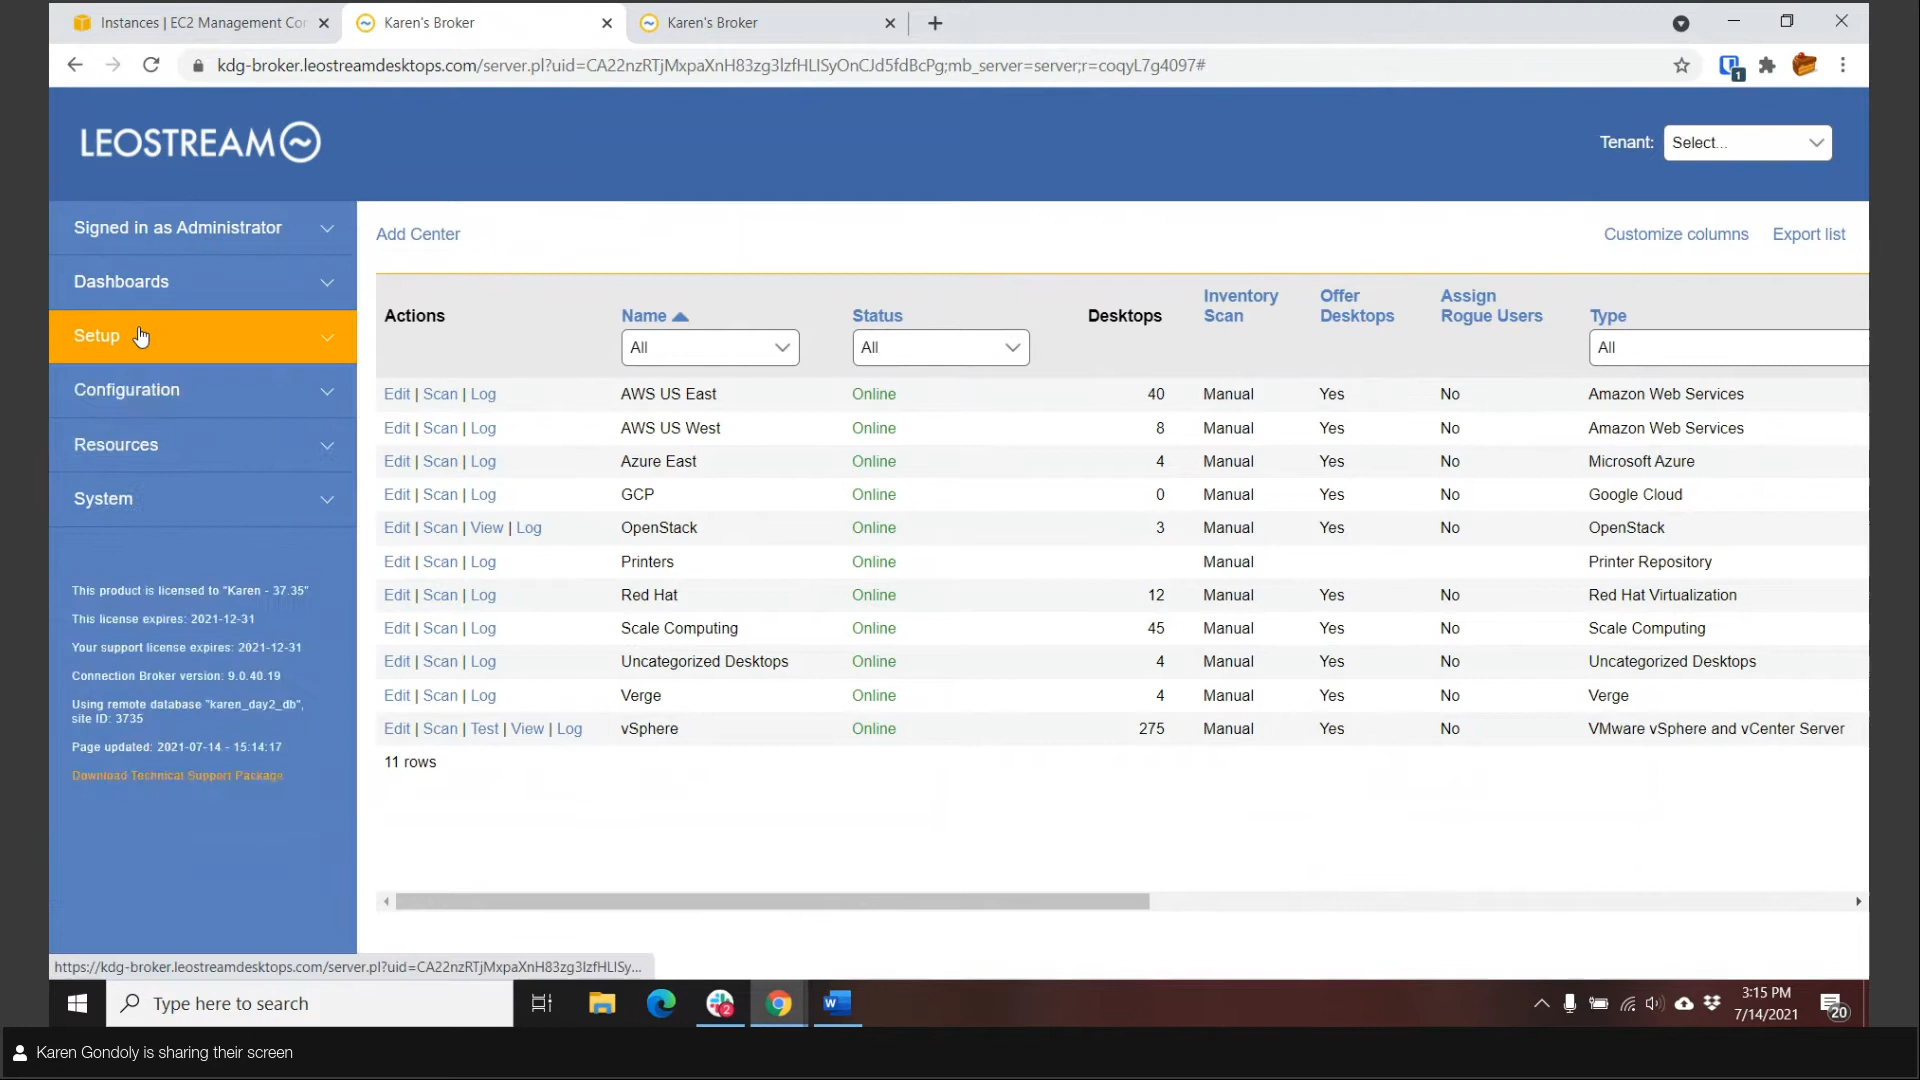 Instances | EC2 Management Con
Karen's Broker
Karen's Broker
kdg-broker.leostreamdesktops.com/server.pl?uid=CA22nzRTjMxpaXnH83zg3lzfHLISyOnCJd5fdBcPg;mb_server=server;r=coqyL7g4097#
1
LEOSTREAM
Tenant: Select...
Signed in as Administrator
Dashboards
Setup
Configuration
Resources
System
This product is licensed to "Karen - 37.35"
This license expires: 2021-12-31
Your support license expires: 2021-12-31
Connection Broker version: 9.0.40.19
Using remote database "karen_day2_db",
site ID: 3735
Page updated: 2021-07-14 - 15:14:17
Download Technical Support Package
Add Center
Customize columns Export list
Actions Name Status Desktops Inventory Scan Offer Desktops Assign Rogue Users Type
All All All
Edit | Scan | Log AWS US East Online 40 Manual Yes No Amazon Web Services
Edit | Scan | Log AWS US West Online 8 Manual Yes No Amazon Web Services
Edit | Scan | Log Azure East Online 4 Manual Yes No Microsoft Azure
Edit | Scan | Log GCP Online 0 Manual Yes No Google Cloud
Edit | Scan | View | Log OpenStack Online 3 Manual Yes No OpenStack
Edit | Scan | Log Printers Online Manual Printer Repository
Edit | Scan | Log Red Hat Online 12 Manual Yes No Red Hat Virtualization
Edit | Scan | Log Scale Computing Online 45 Manual Yes No Scale Computing
Edit | Scan | Log Uncategorized Desktops Online 4 Manual Yes No Uncategorized Desktops
Edit | Scan | Log Verge Online 4 Manual Yes No Verge
Edit | Scan | Test | View | Log vSphere Online 275 Manual Yes No VMware vSphere and vCenter Server
11 rows
https://kdg-broker.leostreamdesktops.com/server.pl?uid=CA22nzRTjMxpaXnH83zg3lzfHLISy...
Type here to search
2
W
3:15 PM
7/14/2021
20
Karen Gondoly is sharing their screen